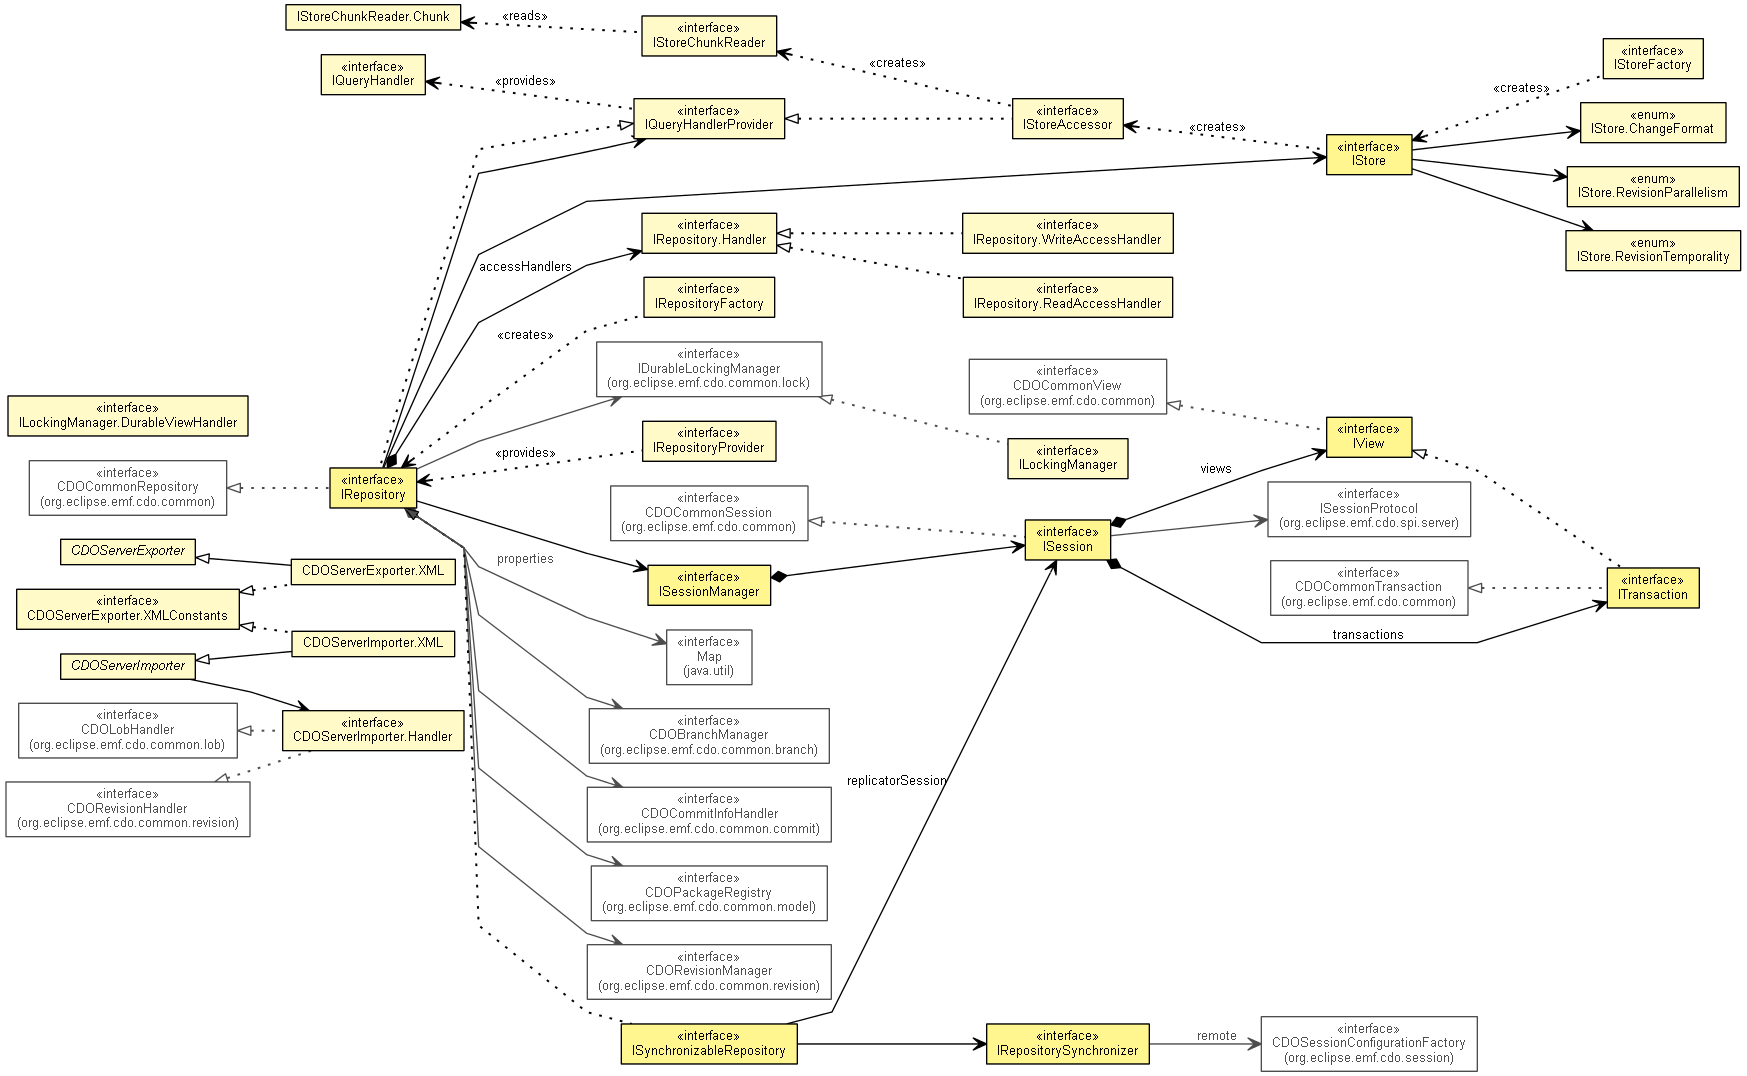 IStoreChunkReader.Chunk
«reads»
«interface»
IStoreChunkReader
«interface»
IQueryHandler
«provides»
«creates»
«interface»
IStoreFactory
«creates»
«interface»
IQueryHandlerProvider
«interface»
IStoreAccessor
«creates»
«enum»
IStore.ChangeFormat
«interface»
IStore
«enum»
IStore.RevisionParallelism
«interface»
IRepository.Handler
«interface»
IRepository.WriteAccessHandler
«enum»
IStore.RevisionTemporality
accessHandlers
«interface»
IRepositoryFactory
«interface»
IRepository.ReadAccessHandler
«creates»
«interface»
IDurableLockingManager
(org.eclipse.emf.cdo.common.lock)
«interface»
CDOCommonView
(org.eclipse.emf.cdo.common)
«interface»
ILockingManager.DurableViewHandler
«interface»
IRepositoryProvider
«provides»
«interface»
ILockingManager
«interface»
IView
views
«interface»
CDOCommonRepository
(org.eclipse.emf.cdo.common)
«interface»
IRepository
«interface»
CDOCommonSession
(org.eclipse.emf.cdo.common)
«interface»
ISession
«interface»
ISessionProtocol
(org.eclipse.emf.cdo.spi.server)
CDOServerExporter
CDOServerExporter.XML
properties
«interface»
ISessionManager
«interface»
CDOCommonTransaction
(org.eclipse.emf.cdo.common)
«interface»
ITransaction
«interface»
CDOServerExporter.XMLConstants
CDOServerImporter.XML
transactions
CDOServerImporter
«interface»
Map
(java.util)
«interface»
CDOLobHandler
(org.eclipse.emf.cdo.common.lob)
«interface»
CDOServerImporter.Handler
«interface»
CDOBranchManager
(org.eclipse.emf.cdo.common.branch)
replicatorSession
«interface»
CDORevisionHandler
(org.eclipse.emf.cdo.common.revision)
«interface»
CDOCommitInfoHandler
(org.eclipse.emf.cdo.common.commit)
«interface»
CDOPackageRegistry
(org.eclipse.emf.cdo.common.model)
«interface»
CDORevisionManager
(org.eclipse.emf.cdo.common.revision)
«interface»
ISynchronizableRepository
«interface»
IRepositorySynchronizer
remote
«interface»
CDOSessionConfigurationFactory
(org.eclipse.emf.cdo.session)